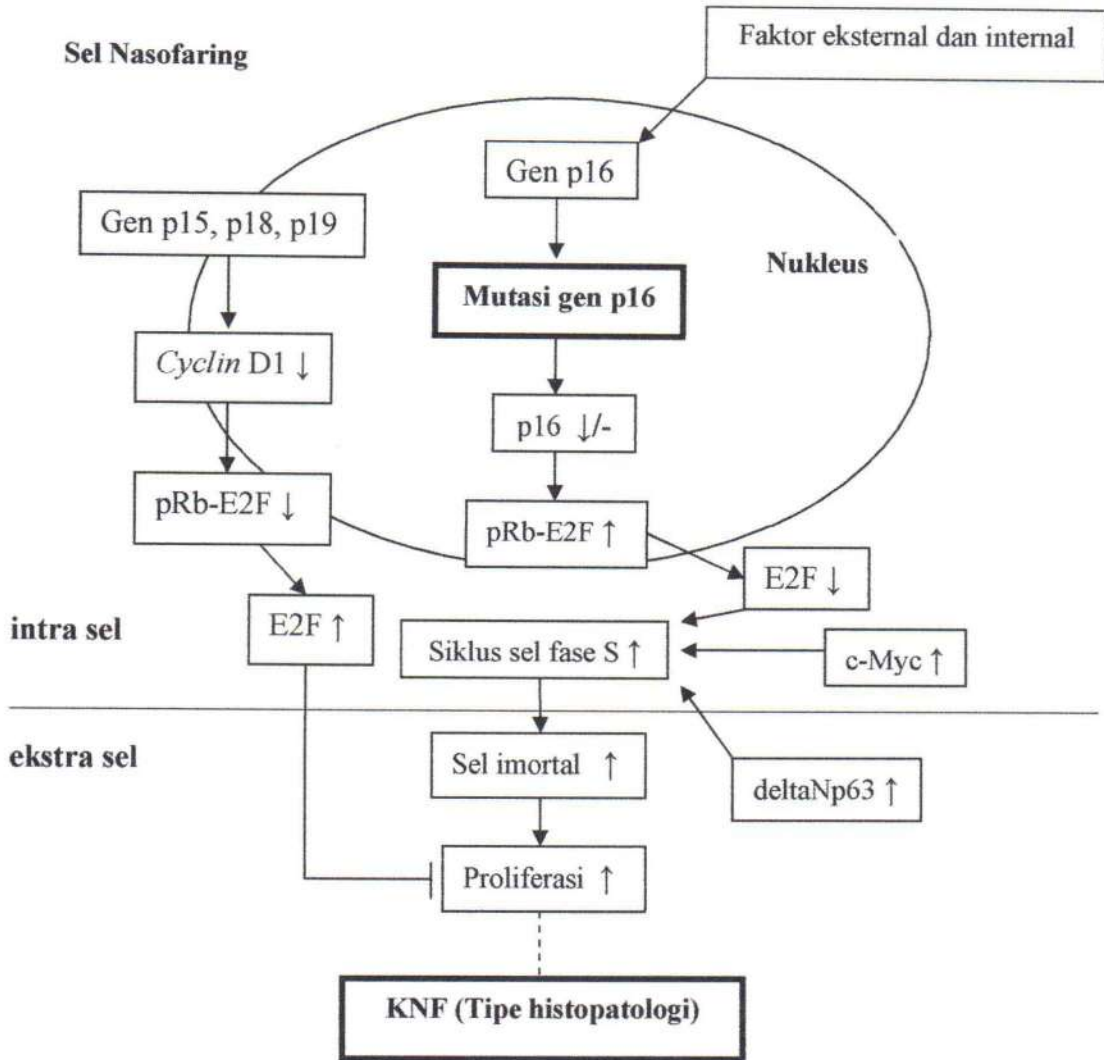 Faktor eksternal dan internal
Sel Nasofaring
Gen p16
Gen p15, p18, p19
Nukleus
Mutasi gen p16
Cyclin D1 ↓
p16 ↓/-
pRb-E2F ↓
pRb-E2F ↑
E2F ↓
E2F ↑
intra sel
Siklus sel fase S ↑
c-Myc ↑
ekstra sel
Sel imortal ↑
deltaNp63 ↑
Proliferasi ↑
KNF (Tipe histopatologi)